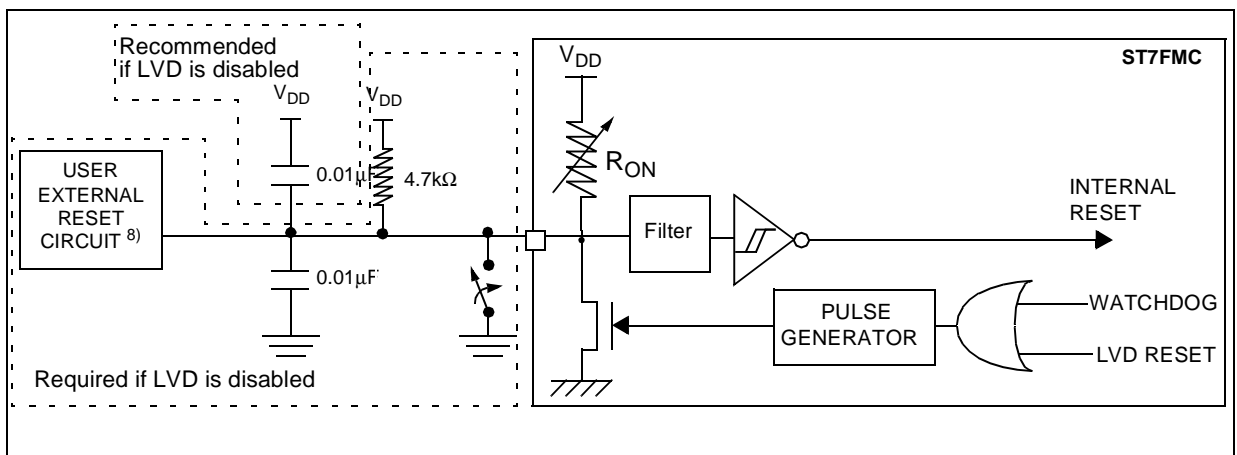 Recommended
if LVD is disabled
VDD
VDD
0.01µF
4.7kΩ
USER
EXTERNAL
RESET
CIRCUIT 8)
0.01µF
Required if LVD is disabled
ST7FMC
VDD
RON
Filter
INTERNAL
RESET
PULSE
GENERATOR
WATCHDOG
LVD RESET